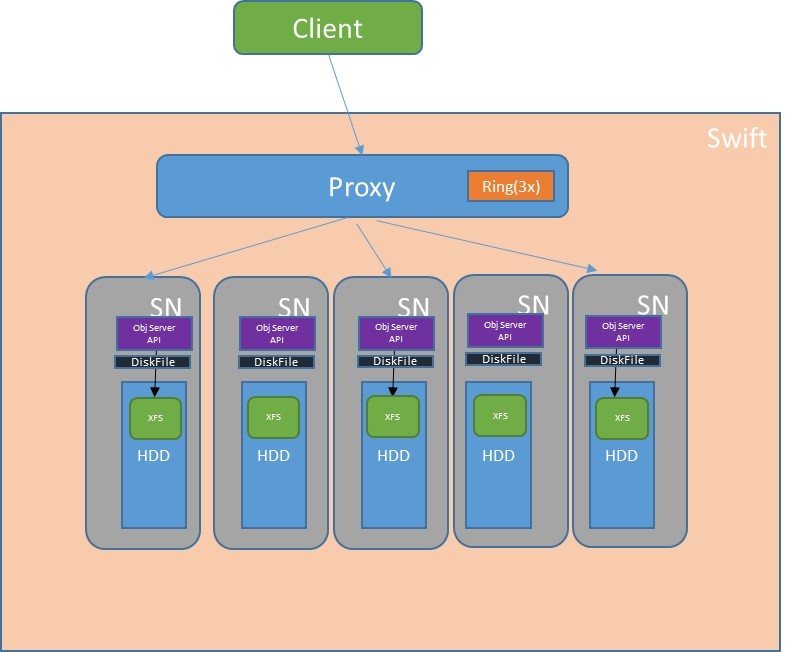 Client
Swift
Proxy
Ring(3x)
SN
Obj Server
API
DiskFile
XFS
HDD
SN
Obj Server
API
DiskFile
XFS
HDD
SN
Obj Server
API
DiskFile
XFS
HDD
SN
Obj Server
API
DiskFile
XFS
HDD
SN
Obj Server
API
DiskFile
XFS
HDD